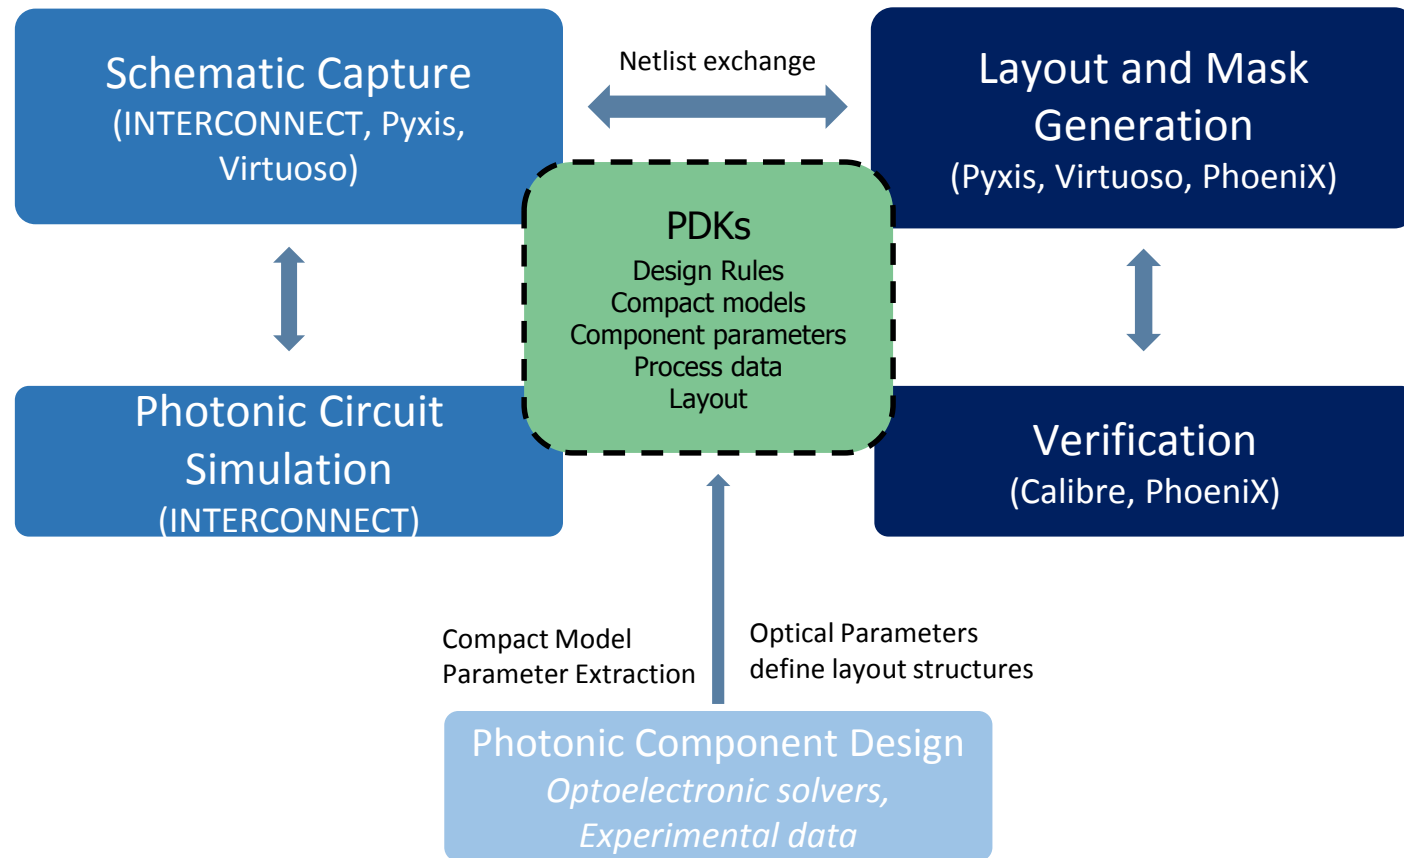 Schematic Capture
(INTERCONNECT, Pyxis,
Virtuoso)
Netlist exchange
Layout and Mask
Generation
(Pyxis, Virtuoso, PhoeniX)
PDKs
Design Rules
Compact models
Component parameters
Process data
Layout
Photonic Circuit
Simulation
(INTERCONNECT)
Verification
(Calibre, PhoeniX)
Compact Model
Parameter Extraction
Optical Parameters
define layout structures
Photonic Component Design
Optoelectronic solvers,
Experimental data